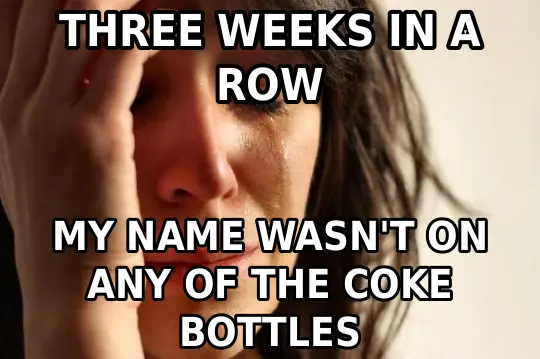 THREE WEEKS IN A
ROW
MY NAME WASN'T ON
ANY OF THE COKE
BOTTLES